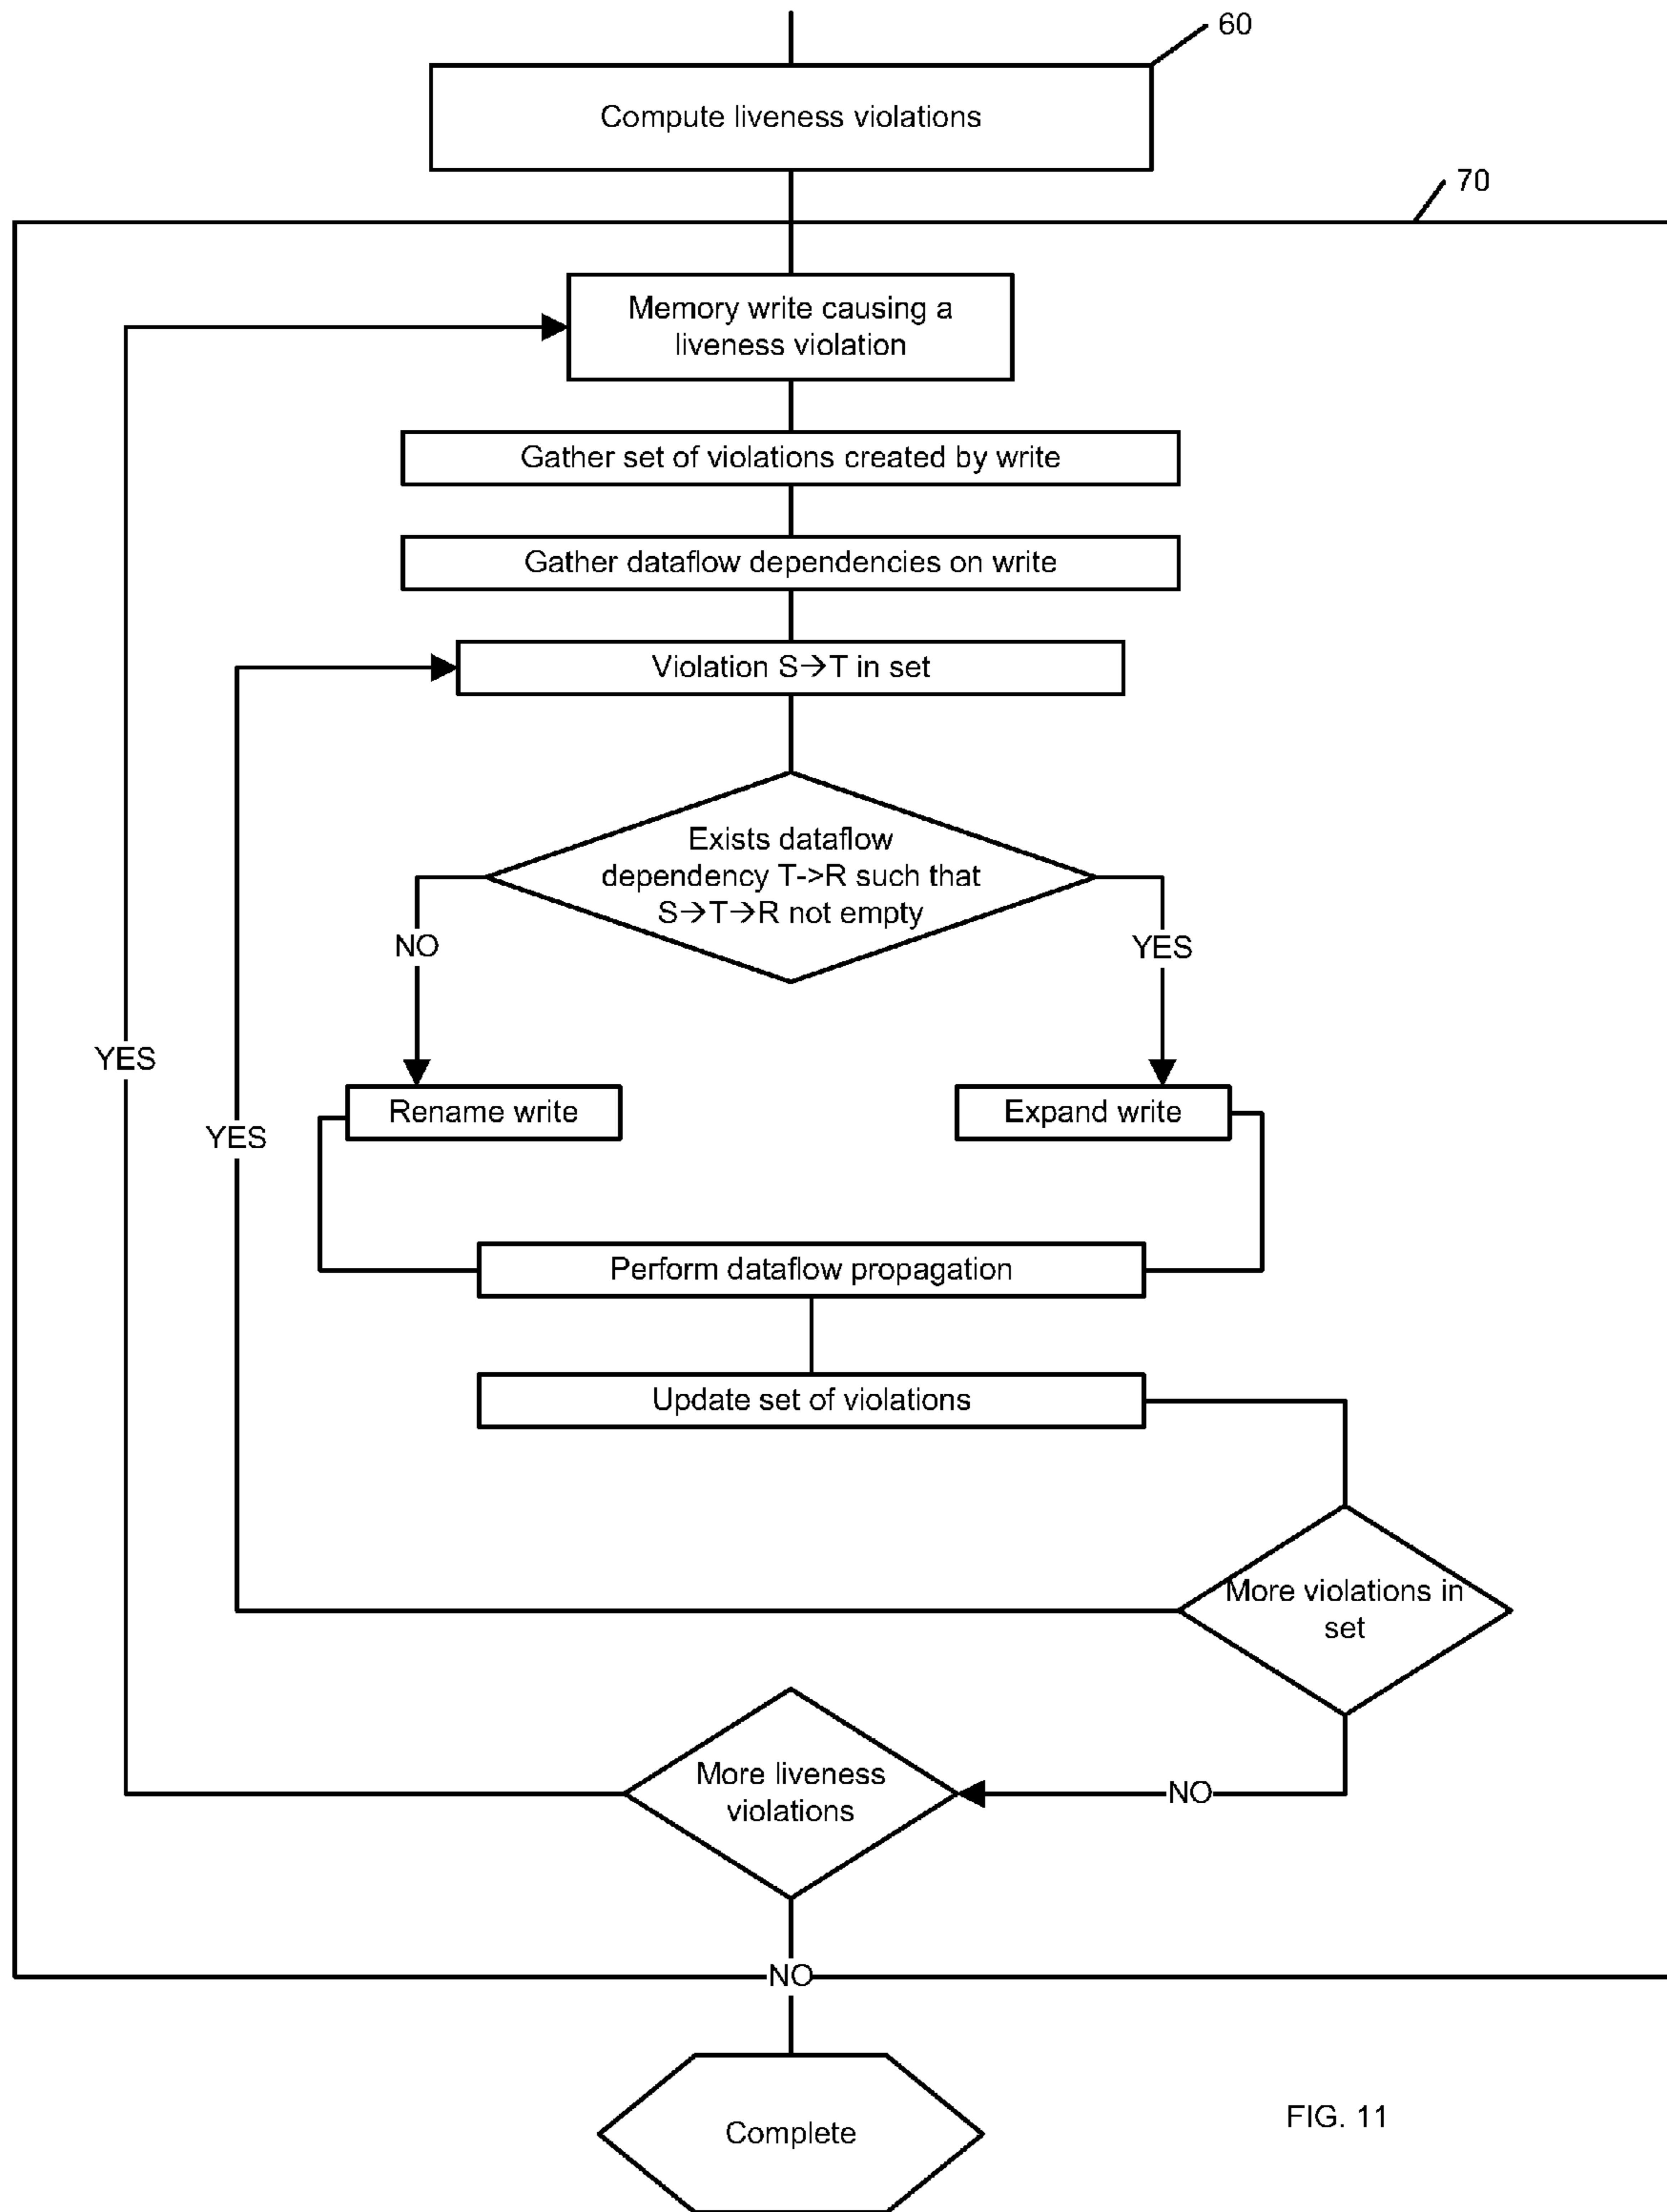 60
Compute liveness violations
70
Memory write causing a
liveness violation
Gather set of violations created by write
Gather dataflow dependencies on write
Violation S→T in set
Exists dataflow
dependency T->R such that
S→T→R not empty
NO
YES
YES
Rename write
Expand write
YES
Perform dataflow propagation
Update set of violations
More violations in
set
More liveness
violations
NO
NO
Complete
FIG. 11